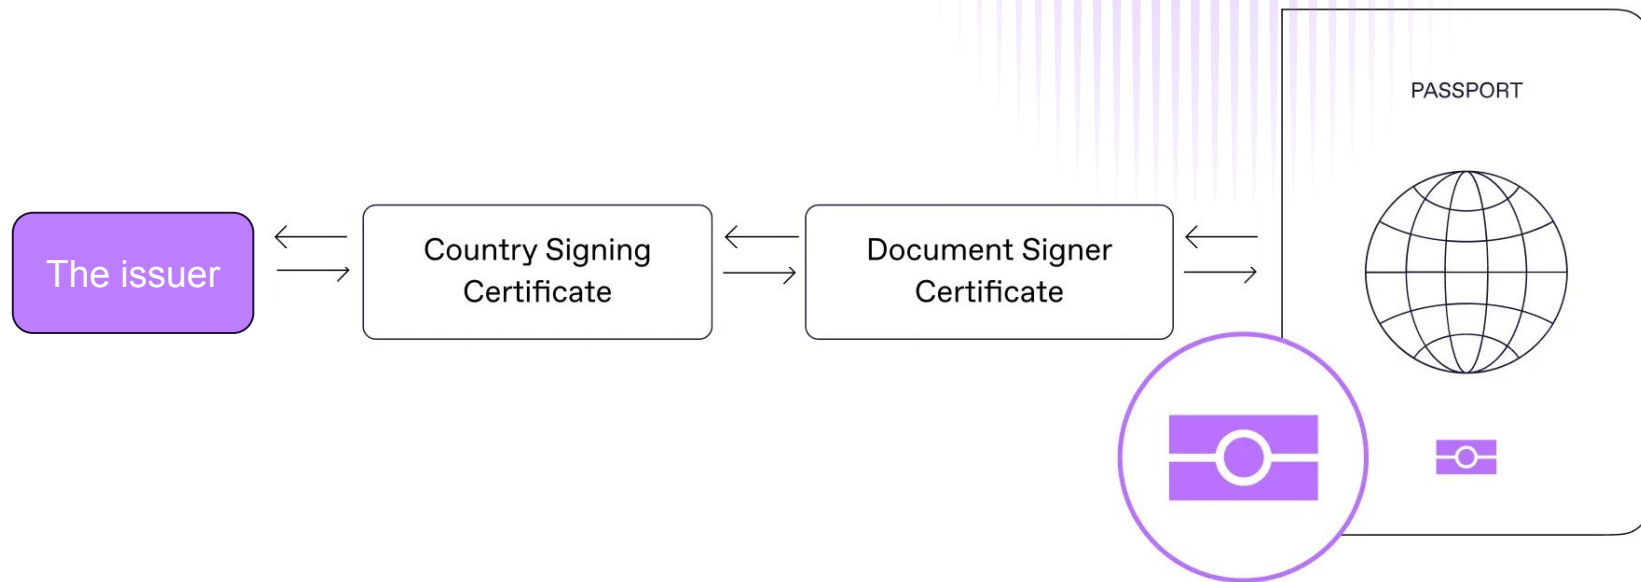 PASSPORT
The issuer
Country Signing
Certificate
Document Signer
Certificate